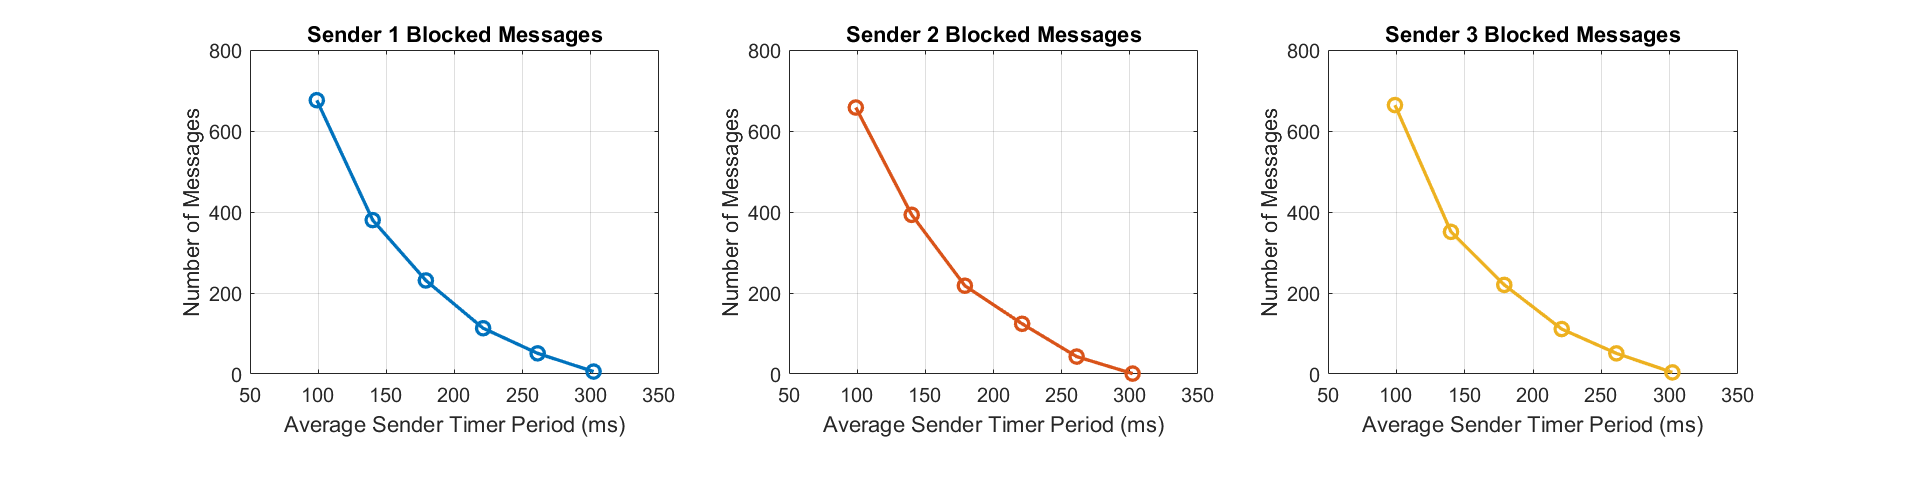 Sender 1 Blocked Messages
800
600
400
200
0
Number of Messages
50 100 150 200 250 300 350
Average Sender Timer Period (ms)
Sender 2 Blocked Messages
800
600
400
200
0
Number of Messages
50 100 150 200 250 300 350
Average Sender Timer Period (ms)
Sender 3 Blocked Messages
800
600
400
200
0
Number of Messages
50 100 150 200 250 300 350
Average Sender Timer Period (ms)